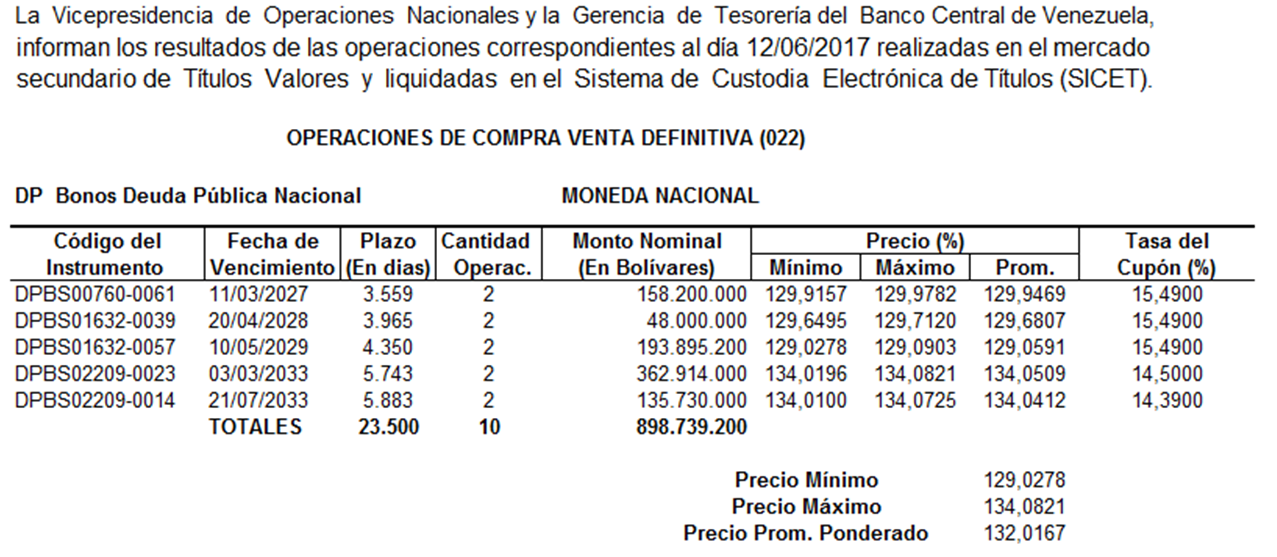 La Vicepresidencia de Operaciones Nacionales y la Gerencia de Tesorería del Banco Central de Venezuela,
informan los resultados de las operaciones correspondientes al día 12/06/2017 realizadas en el mercado
secundario de Títulos Valores y liquidadas en el Sistema de Custodia Electrónica de Títulos (SICET).
OPERACIONES DE COMPRA VENTA DEFINITIVA (022)
DP Bonos Deuda Pública Nacional MONEDA NACIONAL
Código del Fecha de Plazo Cantidad Monto Nominal Precio (%) Tasa del
Instrumento Vencimiento (En dias) Operac. (En Bolívares) Mínimo Máximo Prom. Cupón (%)
DPBS00760-0061 11/03/2027 3.559 2 158.200.000 129,9157 129,9782 129,9469 15,4900
DPBS01632-0039 20/04/2028 3.965 2 48.000.000 129,6495 129,7120 129,6807 15,4900
DPBS01632-0057 10/05/2029 4.350 2 193.895.200 129,0278 129,0903 129,0591 15,4900
DPBS02209-0023 03/03/2033 5.743 2 362.914.000 134,0196 134,0821 134,0509 14,5000
DPBS02209-0014 21/07/2033 5.883 2 135.730.000 134,0100 134,0725 134,0412 14,3900
TOTALES 23.500 10 898.739.200
Precio Mínimo 129,0278
Precio Máximo 134,0821
Precio Prom. Ponderado 132,0167